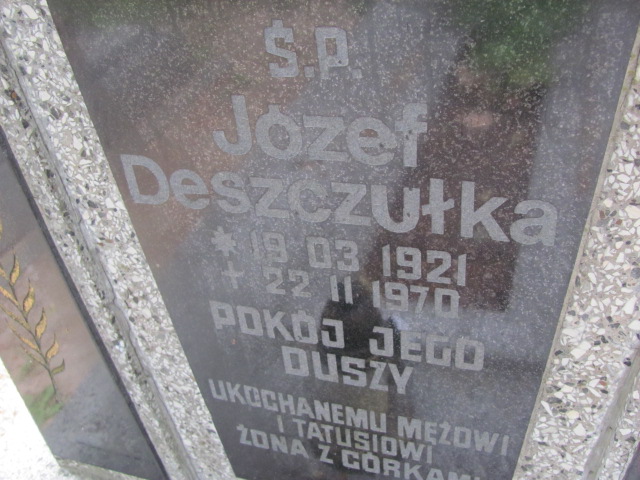 Ś.P.
Józef
Deszczułka
* 19 03 1921
+ 22 11 1970
POKÓJ JEGO
DUSZY
UKOCHANEMU MĘŻOWI
I TATUSIOWI
ŻONA Z CÓRKAMI